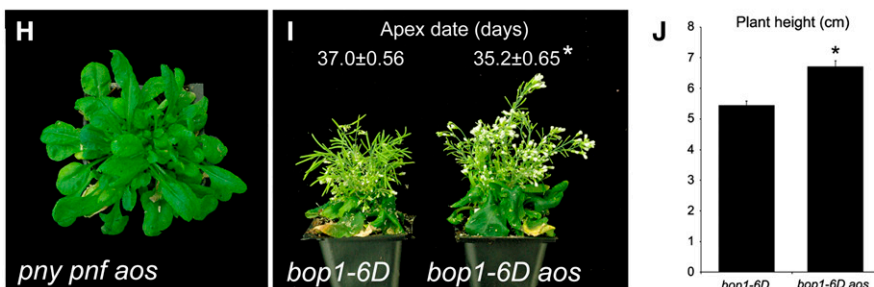 H
pny pnf aos
I
Apex date (days)
37.0±0.56 35.2±0.65*
bop1-6D bop1-6D aos
J
Plant height (cm)
8
7
6
5
4
3
2
1
0
*
bop1-6D bop1-6D aos